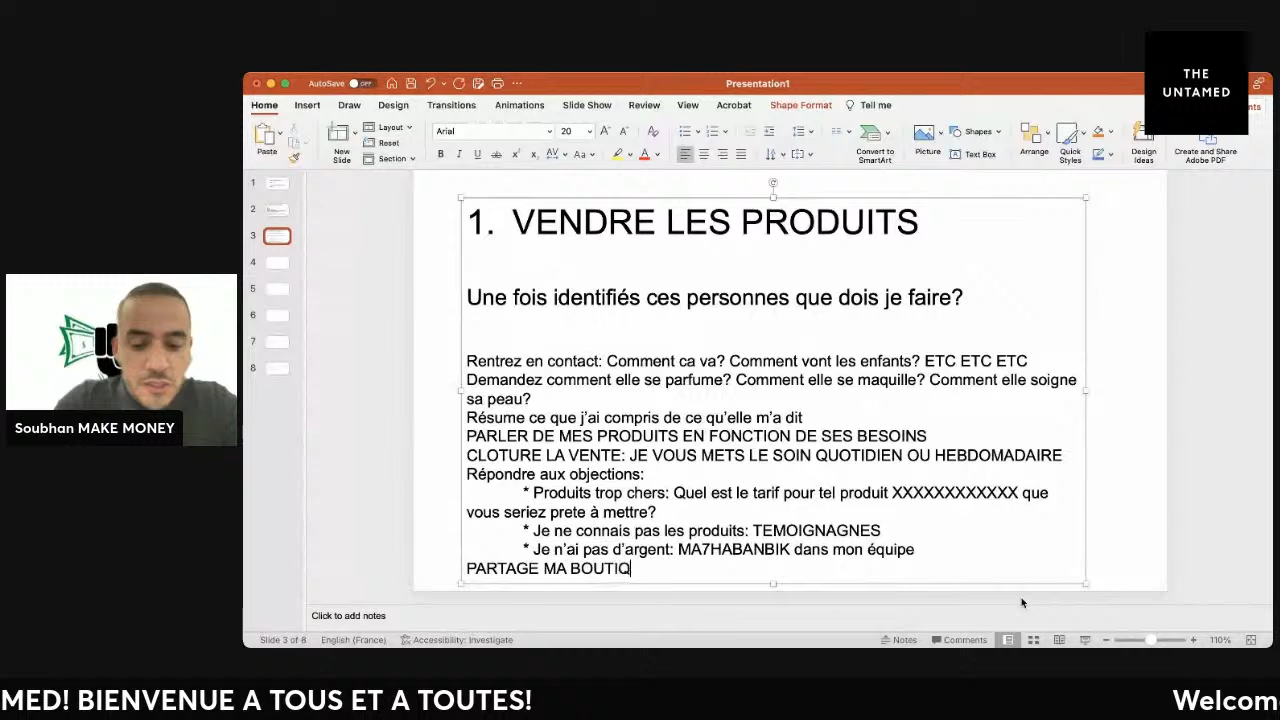 THE
UNTAMED
AutoSave OFF
Presentation1
Home Insert Draw Design Transitions Animations Slide Show Review View Acrobat Shape Format Tell me
Paste
New
Slide
Layout
Reset
Section
Arial 20
Convert to
SmartArt
Picture
Shapes
Text Box
Arrange
Quick
Styles
Design
Ideas
Create and Share
Adobe PDF
1
2
3
4
5
6
7
8
1. VENDRE LES PRODUITS
Une fois identifiés ces personnes que dois je faire?
Rentrez en contact: Comment ca va? Comment vont les enfants? ETC ETC ETC
Demandez comment elle se parfume? Comment elle se maquille? Comment elle soigne
sa peau?
Résume ce que j'ai compris de ce qu'elle m'a dit
PARLER DE MES PRODUITS EN FONCTION DE SES BESOINS
CLOTURE LA VENTE: JE VOUS METS LE SOIN QUOTIDIEN OU HEBDOMADAIRE
Répondre aux objections:
* Produits trop chers: Quel est le tarif pour tel produit XXXXXXXXXXXX que
vous seriez prete à mettre?
* Je ne connais pas les produits: TEMOIGNAGNES
* Je n'ai pas d'argent: MA7HABANBIK dans mon équipe
PARTAGE MA BOUTIQ
Click to add notes
Slide 3 of 8 English (France) Accessibility: Investigate Notes Comments 110%
Soubhan MAKE MONEY
MED! BIENVENUE A TOUS ET A TOUTES! Welcom